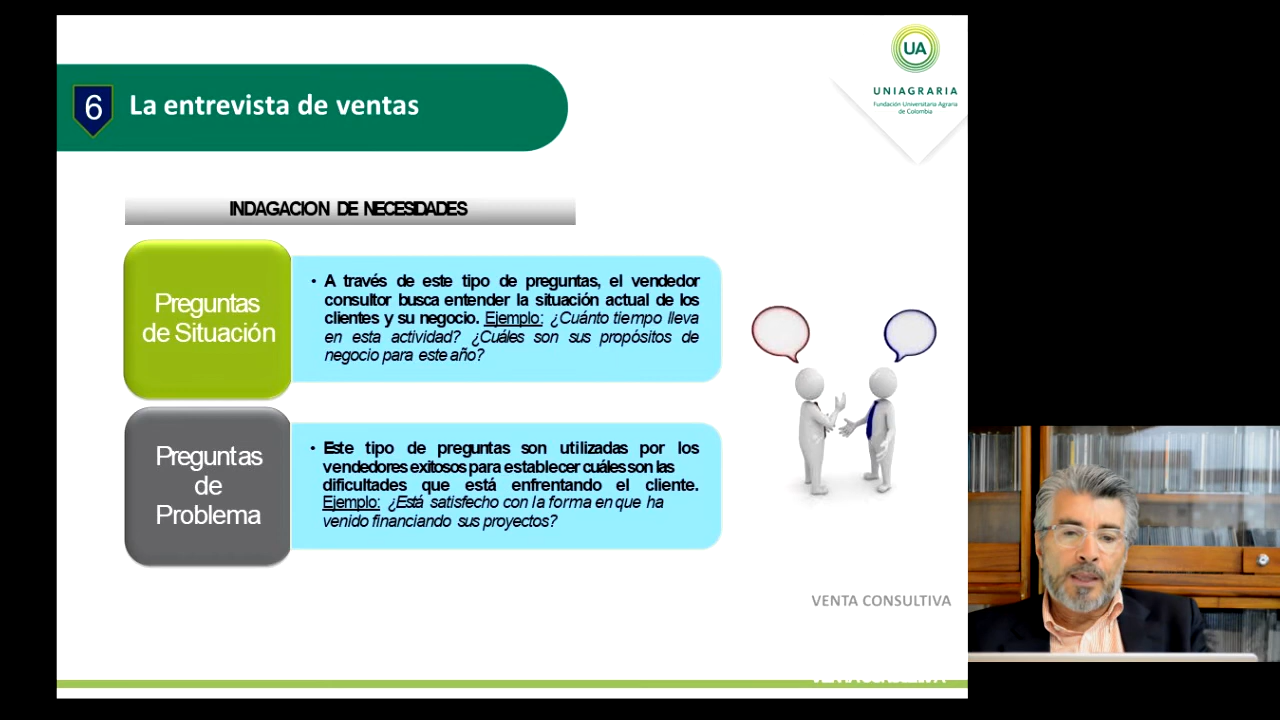 UA
UNIAGRARIA
Fundación Universitaria Agraria
de Colombia
6
La entrevista de ventas
INDAGACION DE NECESIDADES
Preguntas
de Situación
• A través de este tipo de preguntas, el vendedor
consultor busca entender la situación actual de los
clientes y su negocio. Ejemplo: ¿Cuánto tiempo lleva
en esta actividad? ¿Cuáles son sus propósitos de
negocio para este año?
Preguntas
de
Problema
• Este tipo de preguntas son utilizadas por los
vendedores exitosos para establecer cuáles son las
dificultades que está enfrentando el cliente.
Ejemplo: ¿Está satisfecho con la forma en que ha
venido financiando sus proyectos?
VENTA CONSULTIVA
VENTA CONSULTIVA